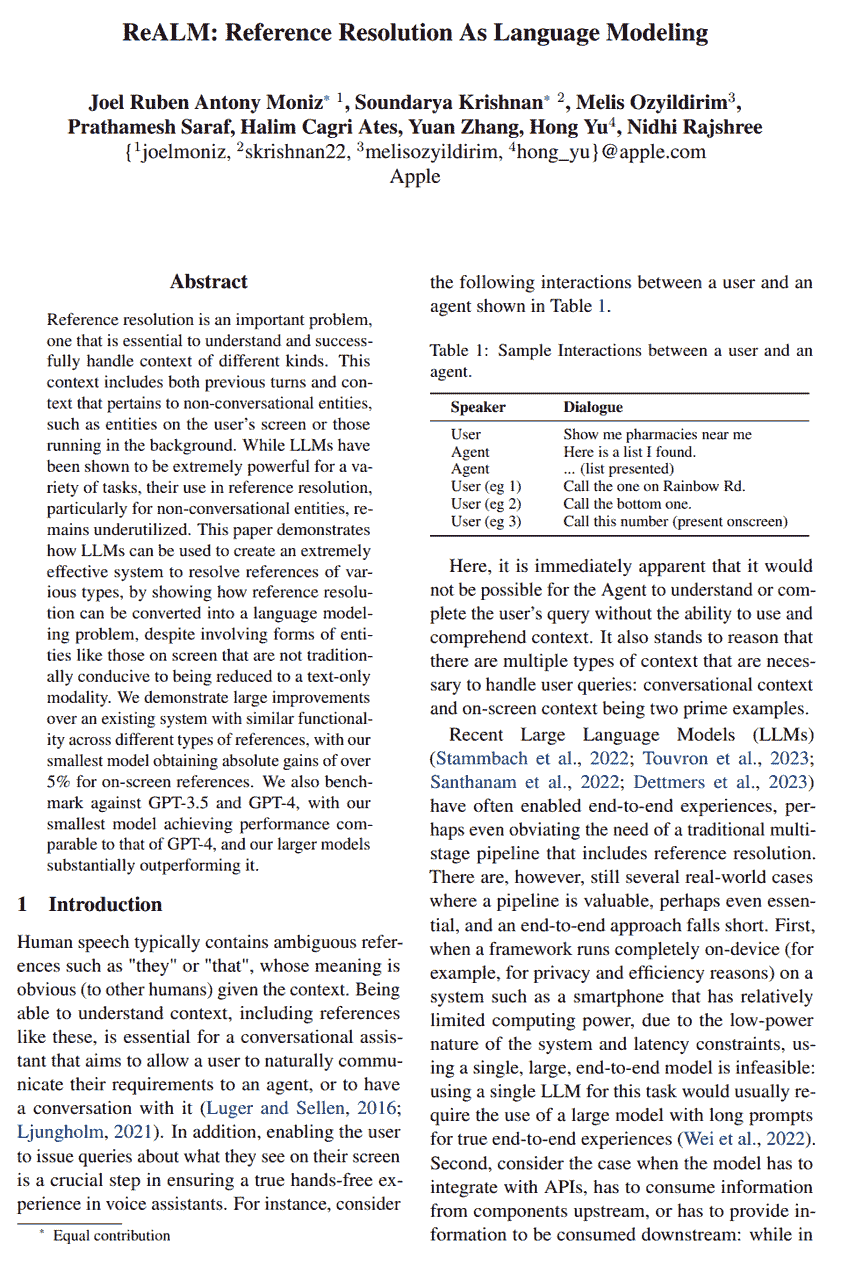 ReALM: Reference Resolution As Language Modeling
Joel Ruben Antony Moniz* 1, Soundarya Krishnan* 2, Melis Ozyildirim3,
Prathamesh Saraf, Halim Cagri Ates, Yuan Zhang, Hong Yu4, Nidhi Rajshree
{1joelmoniz, 2skrishnan22, 3melisozyildirim, 4hong_yu}@apple.com
Apple
Abstract
Reference resolution is an important problem,
one that is essential to understand and success-
fully handle context of different kinds. This
context includes both previous turns and con-
text that pertains to non-conversational entities,
such as entities on the user's screen or those
running in the background. While LLMs have
been shown to be extremely powerful for a va-
riety of tasks, their use in reference resolution,
particularly for non-conversational entities, re-
mains underutilized. This paper demonstrates
how LLMs can be used to create an extremely
effective system to resolve references of var-
ious types, by showing how reference resolu-
tion can be converted into a language model-
ing problem, despite involving forms of enti-
ties like those on screen that are not tradition-
ally conducive to being reduced to a text-only
modality. We demonstrate large improvements
over an existing system with similar functional-
ity across different types of references, with our
smallest model obtaining absolute gains of over
5% for on-screen references. We also bench-
mark against GPT-3.5 and GPT-4, with our
smallest model achieving performance com-
parable to that of GPT-4, and our larger models
substantially outperforming it.
1 Introduction
Human speech typically contains ambiguous refer-
ences such as "they" or "that", whose meaning is
obvious (to other humans) given the context. Being
able to understand context, including references
like these, is essential for a conversational assis-
tant that aims to allow a user to naturally commu-
nicate their requirements to an agent, or to have
a conversation with it (Luger and Sellen, 2016;
Ljungholm, 2021). In addition, enabling the user
to issue queries about what they see on their screen
is a crucial step in ensuring a true hands-free ex-
perience in voice assistants. For instance, consider
* Equal contribution
the following interactions between a user and an
agent shown in Table 1.
Table 1: Sample Interactions between a user and an
agent.
Speaker Dialogue
User Show me pharmacies near me
Agent Here is a list I found.
Agent ... (list presented)
User (eg 1) Call the one on Rainbow Rd.
User (eg 2) Call the bottom one.
User (eg 3) Call this number (present onscreen)
Here, it is immediately apparent that it would
not be possible for the Agent to understand or com-
plete the user's query without the ability to use and
comprehend context. It also stands to reason that
there are multiple types of context that are neces-
sary to handle user queries: conversational context
and on-screen context being two prime examples.
Recent Large Language Models (LLMs)
(Stammbach et al., 2022; Touvron et al., 2023;
Santhanam et al., 2022; Dettmers et al., 2023)
have often enabled end-to-end experiences, per-
haps even obviating the need of a traditional multi-
stage pipeline that includes reference resolution.
There are, however, still several real-world cases
where a pipeline is valuable, perhaps even essen-
tial, and an end-to-end approach falls short. First,
when a framework runs completely on-device (for
example, for privacy and efficiency reasons) on a
system such as a smartphone that has relatively
limited computing power, due to the low-power
nature of the system and latency constraints, us-
ing a single, large, end-to-end model is infeasible:
using a single LLM for this task would usually re-
quire the use of a large model with long prompts
for true end-to-end experiences (Wei et al., 2022).
Second, consider the case when the model has to
integrate with APIs, has to consume information
from components upstream, or has to provide in-
formation to be consumed downstream: while in